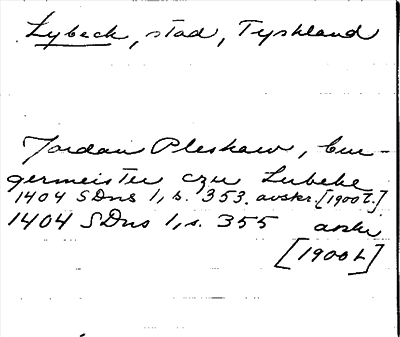 Lybeck, stad, Tyskland
Jordan Pleskaw, bur-
germeister czu Lubeke
1404 SDns 1, s. 353. avskr. [1900 t.]
1404 SDns 1, s. 355 avskr
[1900 t.]